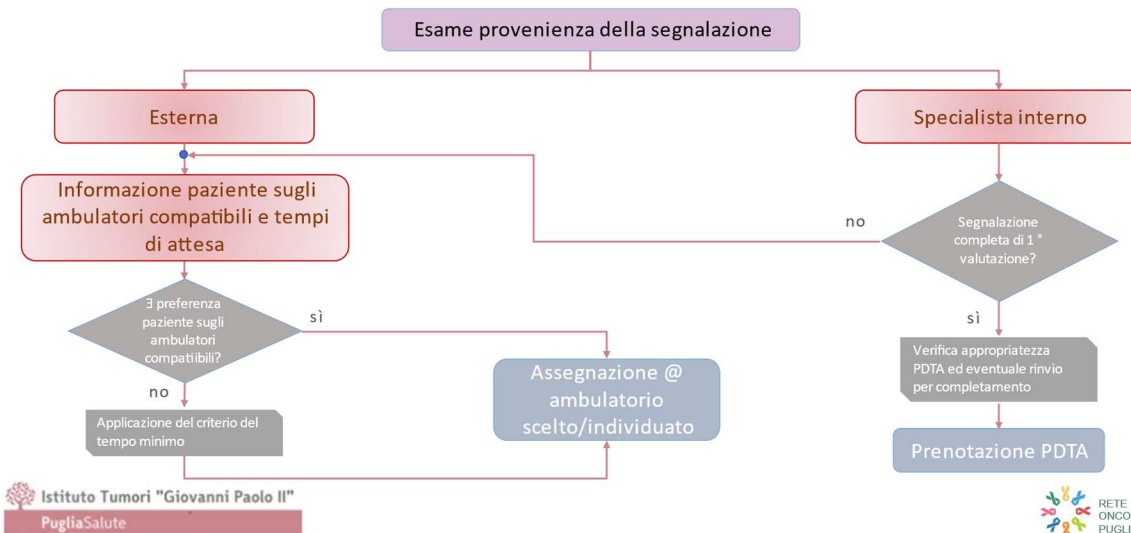 Esame provenienza della segnalazione
Esterna
Specialista interno
Informazione paziente sugli
ambulatori compatibili e tempi
di attesa
no
Segnalazione
completa di 1°
valutazione?
Ǝ preferenza
paziente sugli
ambulatori
compatiibili?
sì
sì
Verifica appropriatezza
PDTA ed eventuale rinvio
per completamento
Assegnazione @
ambulatorio
scelto/individuato
no
Applicazione del criterio del
tempo minimo
Prenotazione PDTA
Istituto Tumori "Giovanni Paolo II"
PugliaSalute
RETE
ONCO
PUGLI